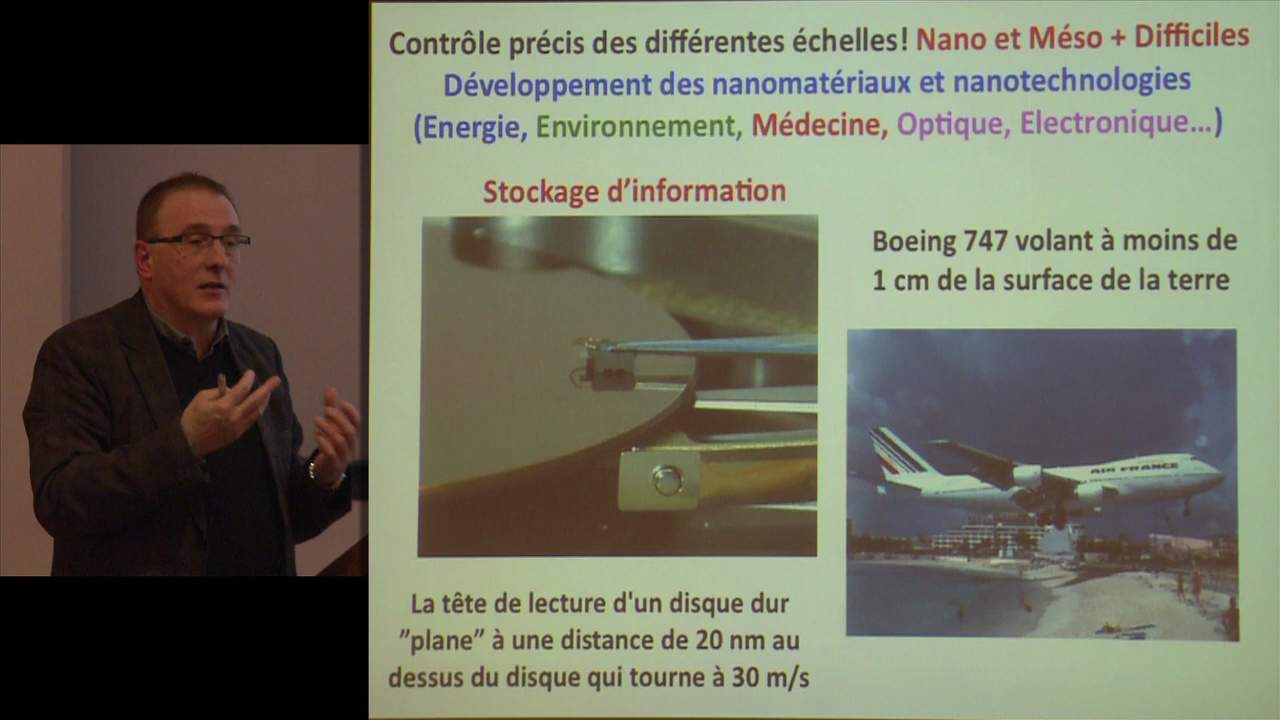 Contrôle précis des différentes échelles! Nano et Méso + Difficiles
Développement des nanomatériaux et nanotechnologies
(Energie, Environnement, Médecine, Optique, Electronique...)
Stockage d'information
Boeing 747 volant à moins de
1 cm de la surface de la terre
AIR FRANCE
La tête de lecture d'un disque dur
”plane” à une distance de 20 nm au
dessus du disque qui tourne à 30 m/s